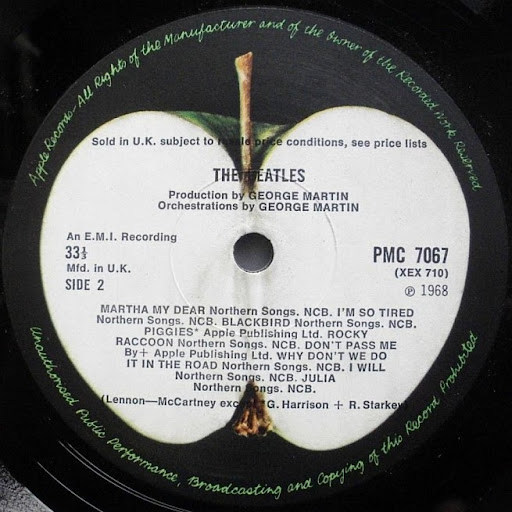 Apple Records - All Rights of the Manufacturer and of the Owner of the Recorded Work Reserved
Sold in U.K. subject to resale price conditions, see price lists
THE BEATLES
Production by GEORGE MARTIN
Orchestrations by GEORGE MARTIN
An E.M.I. Recording
33⅓
Mfd. in U.K.
SIDE 2
PMC 7067
(XEX 710)
℗ 1968
MARTHA MY DEAR Northern Songs. NCB. I'M SO TIRED
Northern Songs. NCB. BLACKBIRD Northern Songs. NCB.
PIGGIES* Apple Publishing Ltd. ROCKY
RACCOON Northern Songs. NCB. DON'T PASS ME
BY+ Apple Publishing Ltd. WHY DON'T WE DO
IT IN THE ROAD Northern Songs. NCB. I WILL
Northern Songs. NCB. JULIA
Northern Songs. NCB.
(Lennon—McCartney except G. Harrison + R. Starkey)
Unauthorised Public Performance, Broadcasting and Copying of this Record Prohibited